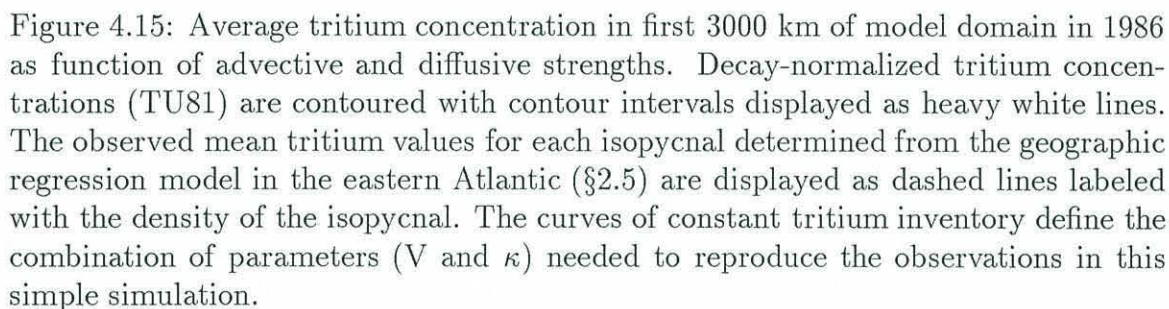 Figure 4.15: Average tritium concentration in first 3000 km of model domain in 1986
as function of advective and diffusive strengths. Decay-normalized tritium concen-
trations (TU81) are contoured with contour intervals displayed as heavy white lines.
The observed mean tritium values for each isopycnal determined from the geographic
regression model in the eastern Atlantic (§2.5) are displayed as dashed lines labeled
with the density of the isopycnal. The curves of constant tritium inventory define the
combination of parameters (V and κ) needed to reproduce the observations in this
simple simulation.